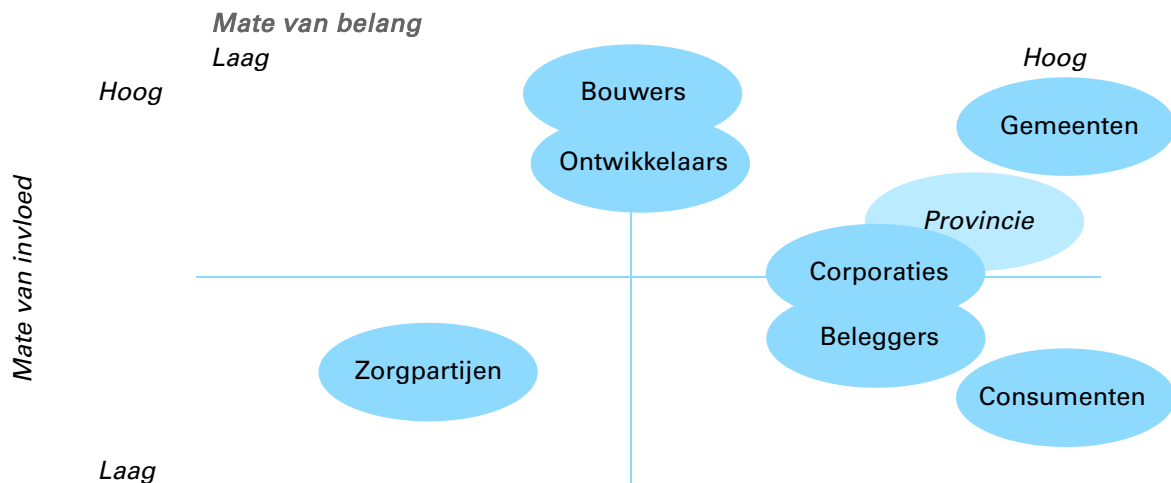 Mate van belang
Laag
Hoog
Hoog
Bouwers
Gemeenten
Ontwikkelaars
Mate van invloed
Provincie
Corporaties
Beleggers
Zorgpartijen
Consumenten
Laag